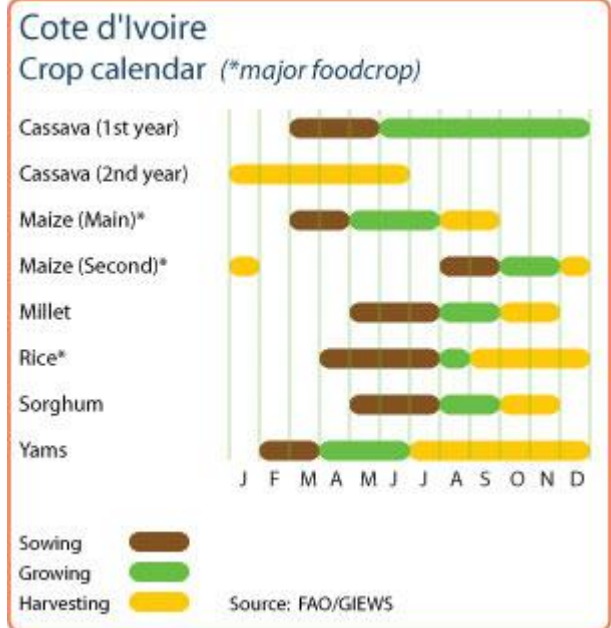 Cote d'Ivoire
Crop calendar (*major foodcrop)
Cassava (1st year)
Cassava (2nd year)
Maize (Main)*
Maize (Second)*
Millet
Rice*
Sorghum
Yams
J F M A M J J A S O N D
Sowing
Growing
Harvesting
Source: FAO/GIEWS